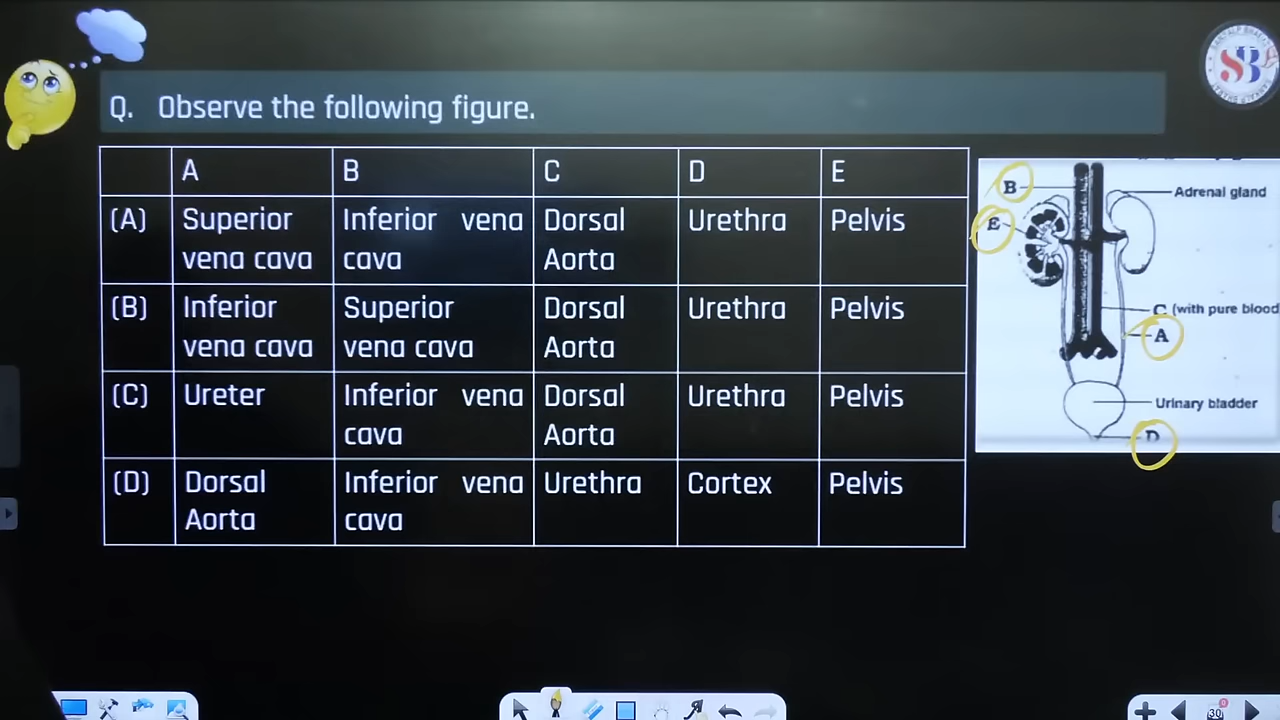 Q. Observe the following figure.
A B C D E
(A) Superior vena cava Inferior vena cava Dorsal Aorta Urethra Pelvis
(B) Inferior vena cava Superior vena cava Dorsal Aorta Urethra Pelvis
(C) Ureter Inferior vena cava Dorsal Aorta Urethra Pelvis
(D) Dorsal Aorta Inferior vena cava Urethra Cortex Pelvis
B
Adrenal gland
E
C (with pure blood
A
Urinary bladder
D
SB
30